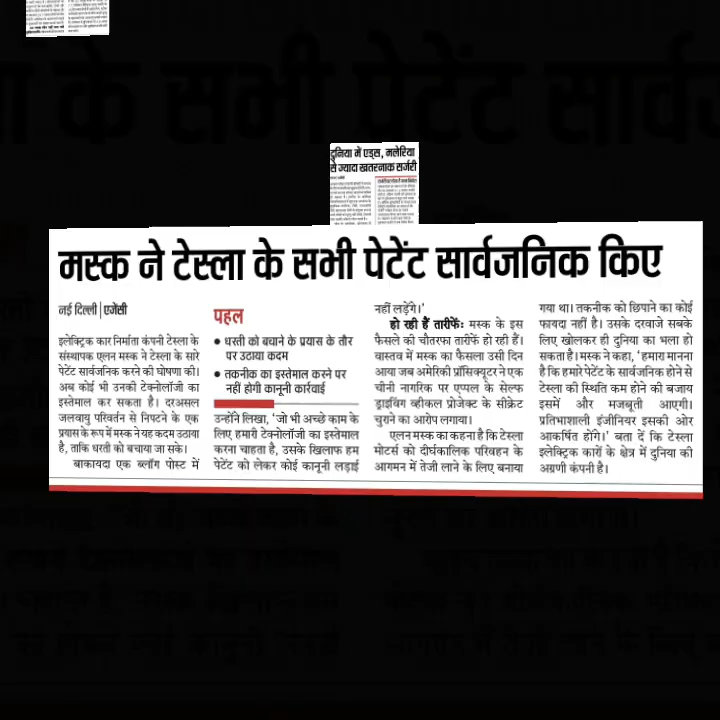 दुनिया में एड्स, मलेरिया
से ज्यादा खतरनाक सर्जरी
मस्क ने टेस्ला के सभी पेटेंट सार्वजनिक किए
नई दिल्ली | एजेंसी
इलेक्ट्रिक कार निर्माता कंपनी टेस्ला के
संस्थापक एलन मस्क ने टेस्ला के सारे
पेटेंट सार्वजनिक करने की घोषणा की।
अब कोई भी उनकी टेक्नोलॉजी का
इस्तेमाल कर सकता है। दरअसल
जलवायु परिवर्तन से निपटने के एक
प्रयास के रूप में मस्क ने यह कदम उठाया
है, ताकि धरती को बचाया जा सके।
बाकायदा एक ब्लॉग पोस्ट में
पहल
• धरती को बचाने के प्रयास के तौर
पर उठाया कदम
• तकनीक का इस्तेमाल करने पर
नहीं होगी कानूनी कार्रवाई
उन्होंने लिखा, 'जो भी अच्छे काम के
लिए हमारी टेक्नोलॉजी का इस्तेमाल
करना चाहता है, उसके खिलाफ हम
पेटेंट को लेकर कोई कानूनी लड़ाई
नहीं लड़ेंगे।'
हो रही हैं तारीफें: मस्क के इस
फैसले की चौतरफा तारीफें हो रही हैं।
वास्तव में मस्क का फैसला उसी दिन
आया जब अमेरिकी प्रॉसिक्यूटर ने एक
चीनी नागरिक पर एप्पल के सेल्फ
ड्राइविंग व्हीकल प्रोजेक्ट के सीक्रेट
चुराने का आरोप लगाया।
एलन मस्क का कहना है कि टेस्ला
मोटर्स को दीर्घकालिक परिवहन के
आगमन में तेजी लाने के लिए बनाया
गया था। तकनीक को छिपाने का कोई
फायदा नहीं है। उसके दरवाजे सबके
लिए खोलकर ही दुनिया का भला हो
सकता है। मस्क ने कहा, 'हमारा मानना
है कि हमारे पेटेंट के सार्वजनिक होने से
टेस्ला की स्थिति कम होने की बजाय
इसमें और मजबूती आएगी।
प्रतिभाशाली इंजीनियर इसकी ओर
आकर्षित होंगे।' बता दें कि टेस्ला
इलेक्ट्रिक कारों के क्षेत्र में दुनिया की
अग्रणी कंपनी है।